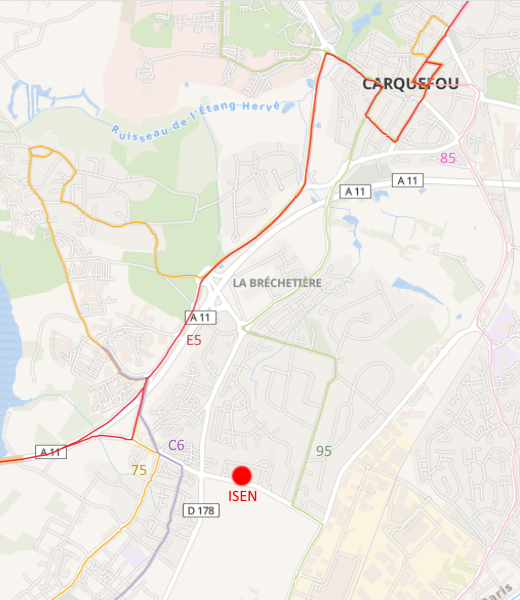 CARQUEFOU
Ruisseau de l'Étang Hervé
85
A 11
A 11
LA BRÉCHETIÈRE
A 11
E5
C6
95
A 11
75
ISEN
D 178
Paris